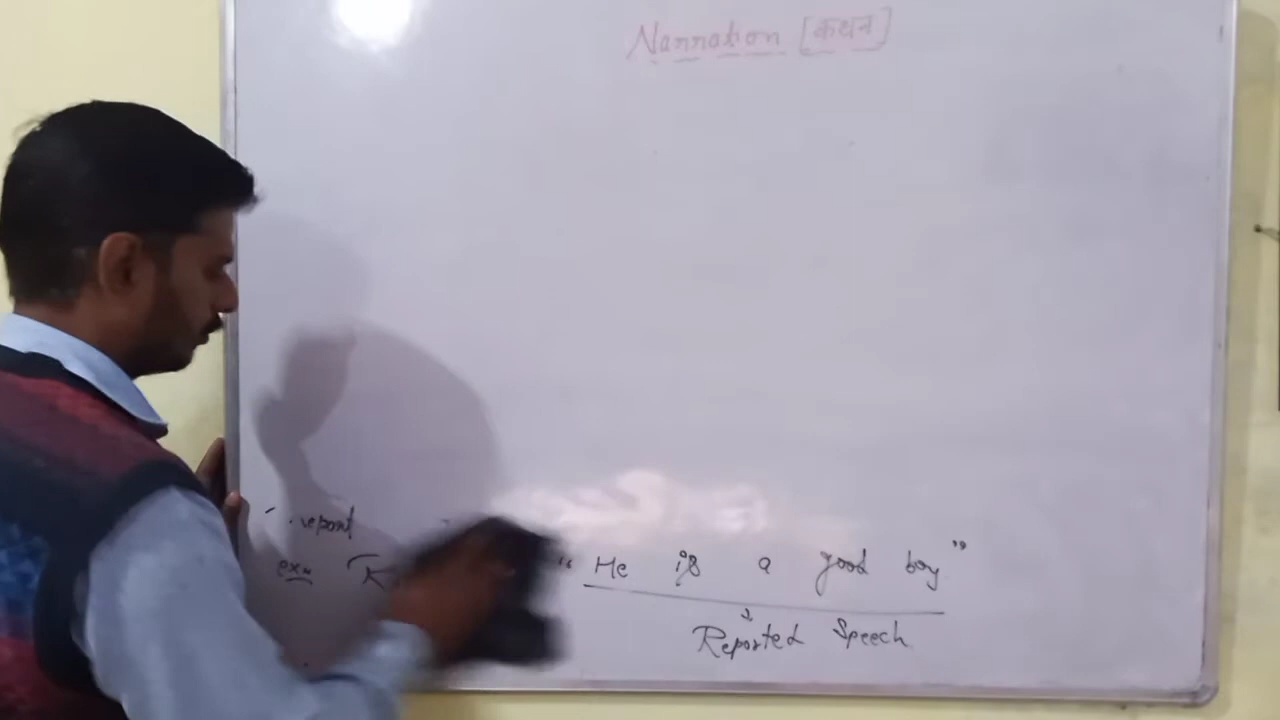 Narration [कथन]
report
ex- “ He is a good boy ”
Reported Speech